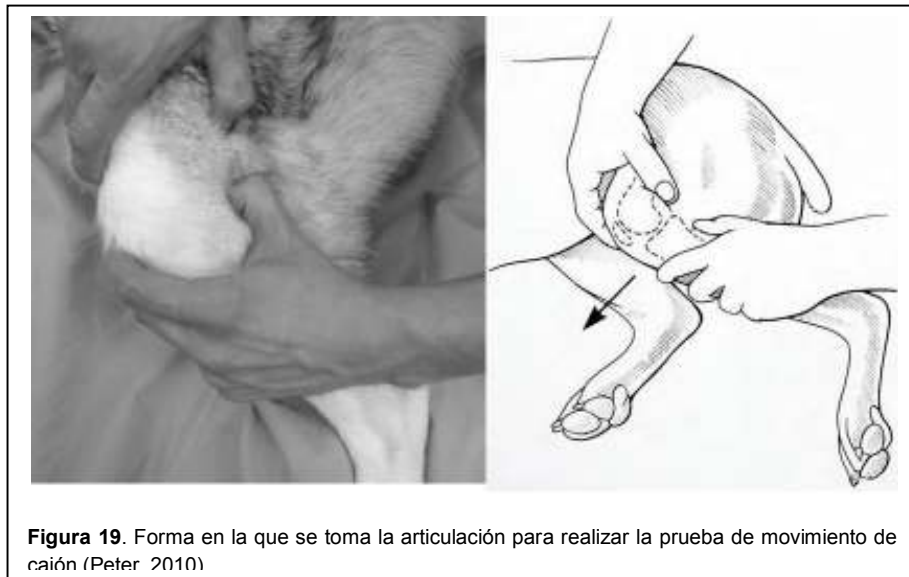 Figura 19. Forma en la que se toma la articulación para realizar la prueba de movimiento de
cajón (Peter, 2010)